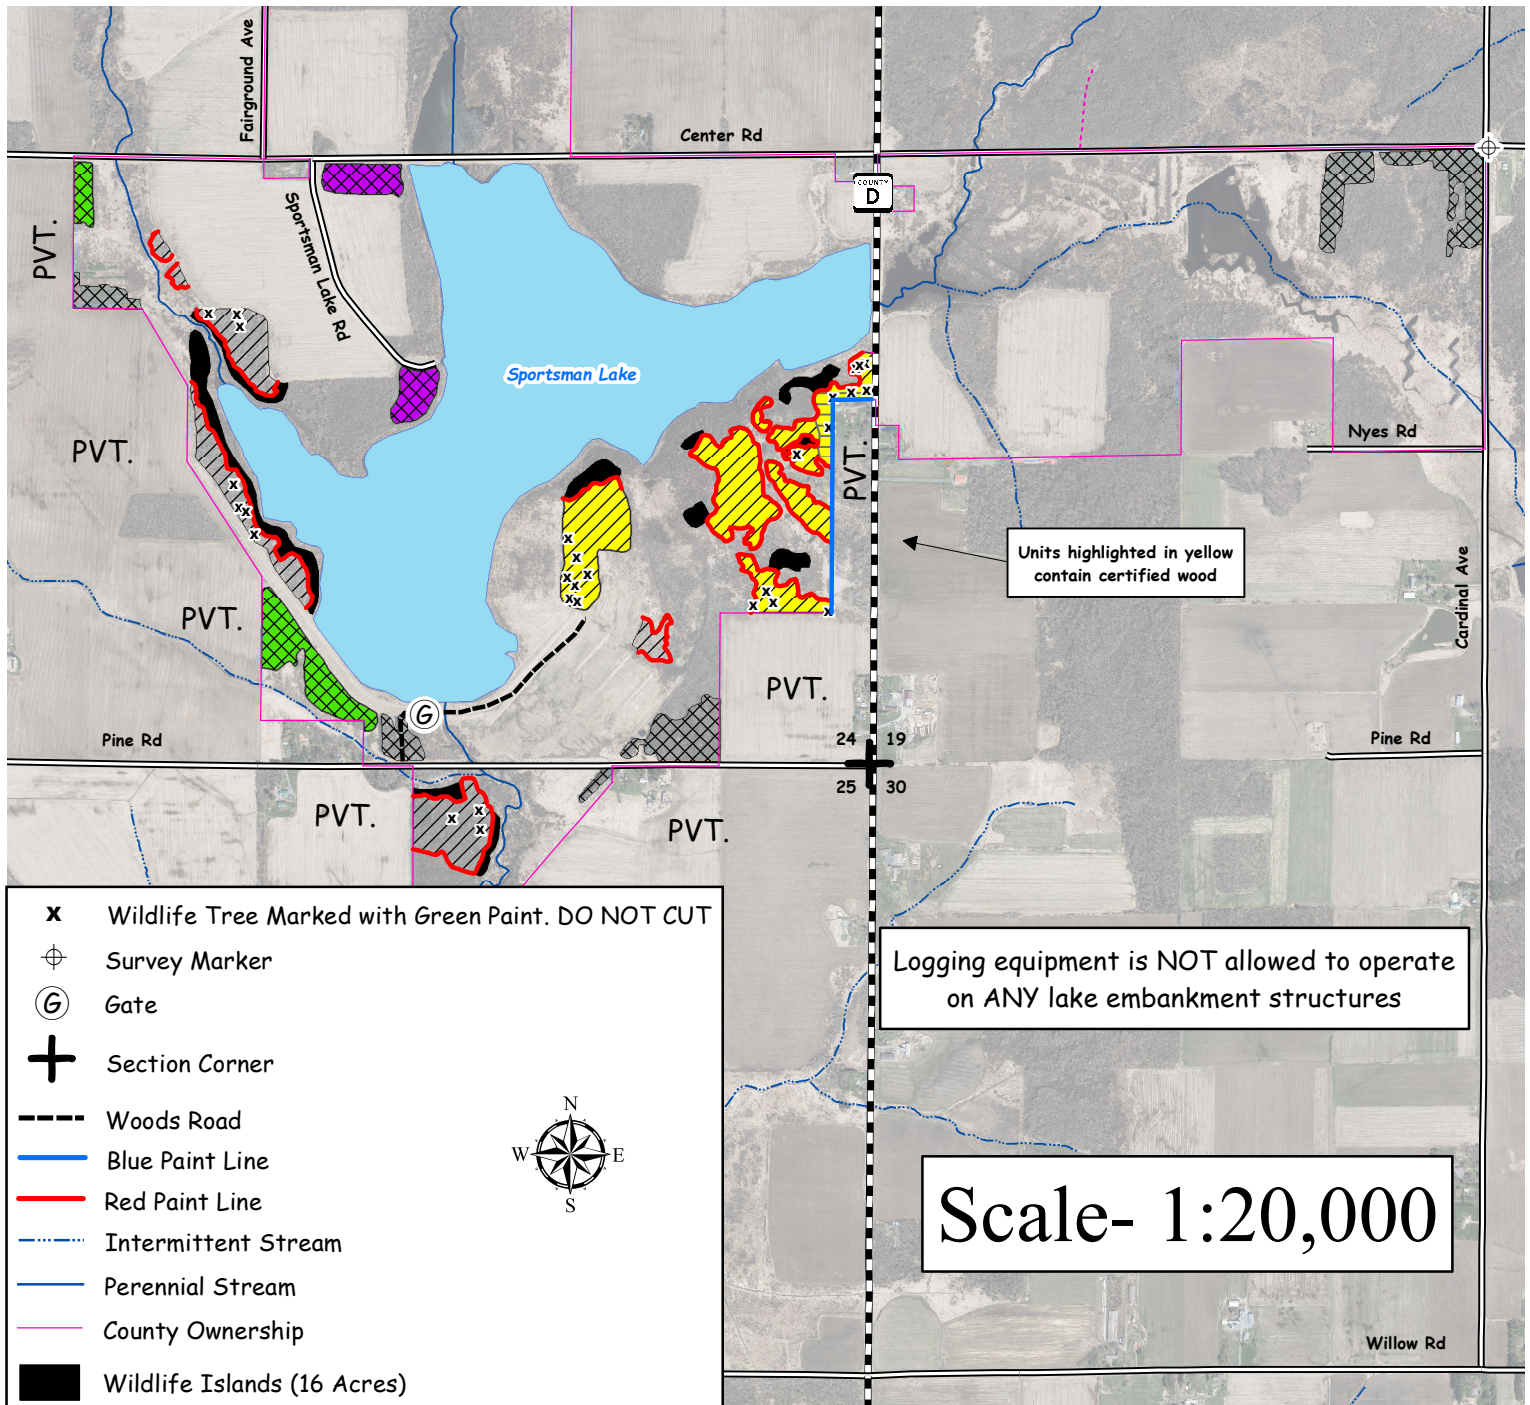 Fairground Ave
Center Rd
COUNTY
D
PVT.
Sportsman Lake Rd
Sportsman Lake
Nyes Rd
PVT.
PVT.
Units highlighted in yellow
contain certified wood
Cardinal Ave
PVT.
PVT.
G
Pine Rd
24 19
Pine Rd
25 30
PVT.
PVT.
x Wildlife Tree Marked with Green Paint. DO NOT CUT
Survey Marker
G Gate
Section Corner
Woods Road
Blue Paint Line
Red Paint Line
Intermittent Stream
Perennial Stream
County Ownership
Wildlife Islands (16 Acres)
N
W E
S
Logging equipment is NOT allowed to operate
on ANY lake embankment structures
Scale- 1:20,000
Willow Rd